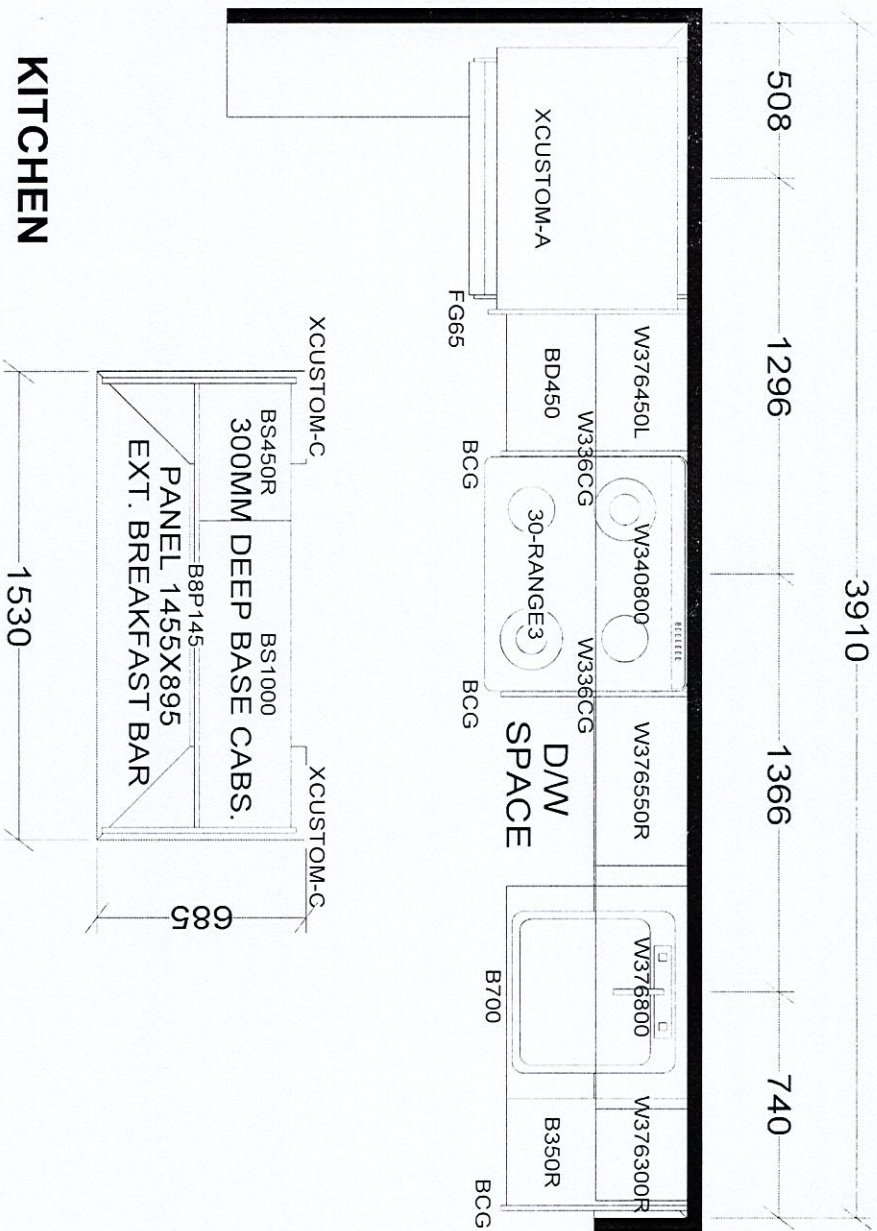 3910
508
1296
1366
740
XCUSTOM-A
W376450L
W340800
W376550R
W376800
W376300R
W336CG
W336CG
BD450
30-RANGE3
D/W
SPACE
B350R
FG65
BCG
BCG
B700
BCG
XCUSTOM-C
XCUSTOM-C
BS450R
BS1000
300MM DEEP BASE CABS.
B8P145
PANEL 1455X895
EXT. BREAKFAST BAR
685
1530
KITCHEN